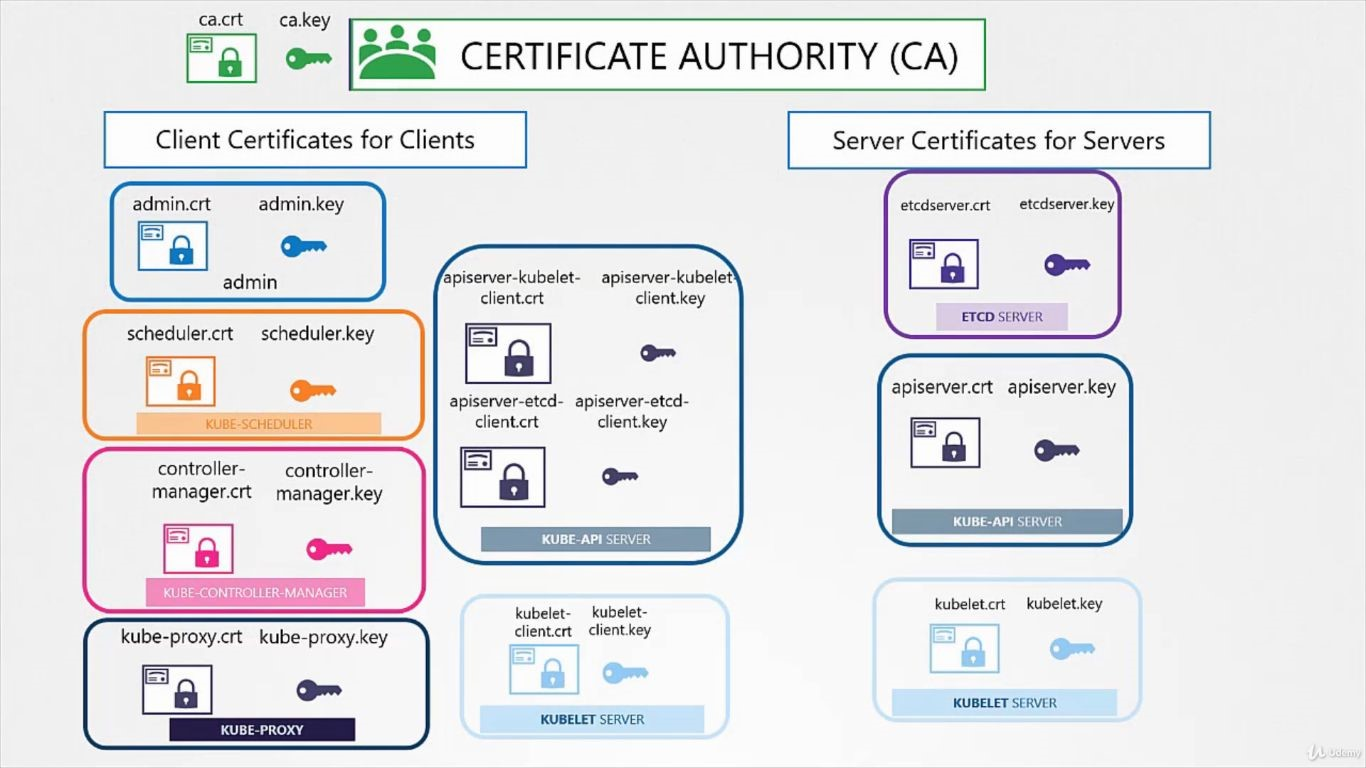 ca.crt
ca.key
CERTIFICATE AUTHORITY (CA)
Client Certificates for Clients
admin.crt
admin.key
admin
scheduler.crt
scheduler.key
KUBE-SCHEDULER
controller-
manager.crt
controller-
manager.key
KUBE-CONTROLLER-MANAGER
kube-proxy.crt
kube-proxy.key
KUBE-PROXY
apiserver-kubelet-
client.crt
apiserver-kubelet-
client.key
apiserver-etcd-
client.crt
apiserver-etcd-
client.key
KUBE-API SERVER
kubelet-
client.crt
kubelet-
client.key
KUBELET SERVER
Server Certificates for Servers
etcdserver.crt
etcdserver.key
ETCD SERVER
apiserver.crt
apiserver.key
KUBE-API SERVER
kubelet.crt
kubelet.key
KUBELET SERVER
Udemy